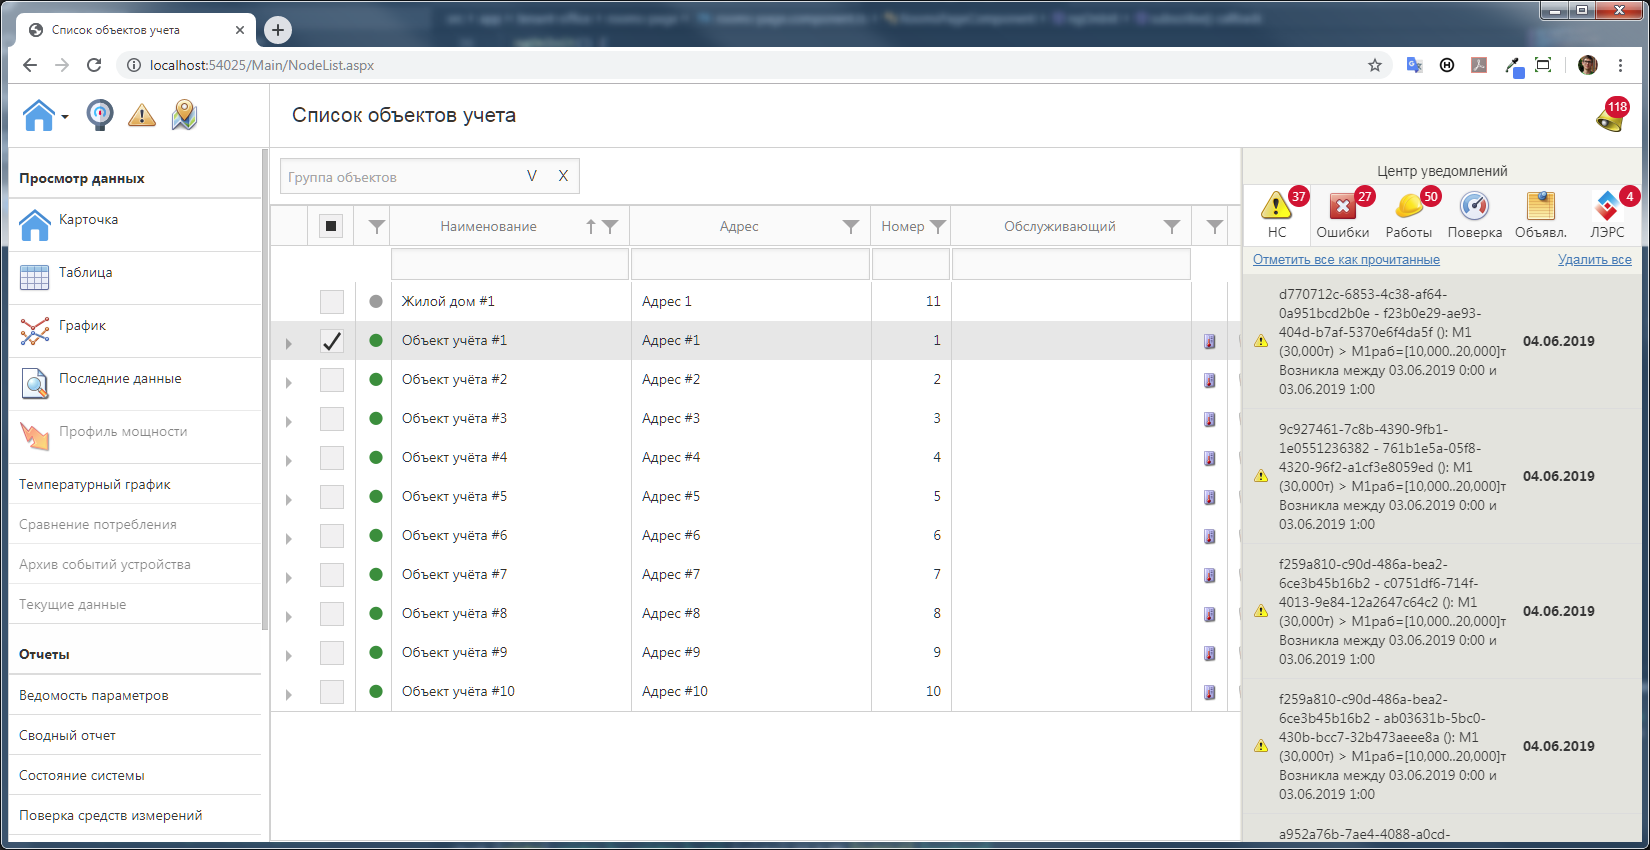 Список объектов учета
localhost:54025/Main/NodeList.aspx
Список объектов учета
118
Просмотр данных
Карточка
Таблица
График
Последние данные
Профиль мощности
Температурный график
Сравнение потребления
Архив событий устройства
Текущие данные
Отчеты
Ведомость параметров
Сводный отчет
Состояние системы
Поверка средств измерений
Группа объектов V X
Наименование Адрес Номер Обслуживающий
Жилой дом #1 Адрес 1 11
Объект учёта #1 Адрес #1 1
Объект учёта #2 Адрес #2 2
Объект учёта #3 Адрес #3 3
Объект учёта #4 Адрес #4 4
Объект учёта #5 Адрес #5 5
Объект учёта #6 Адрес #6 6
Объект учёта #7 Адрес #7 7
Объект учёта #8 Адрес #8 8
Объект учёта #9 Адрес #9 9
Объект учёта #10 Адрес #10 10
Центр уведомлений
37 27 50 4
НС Ошибки Работы Поверка Объявл. ЛЭРС
Отметить все как прочитанные Удалить все
d770712c-6853-4c38-af64-
0a951bcd2b0e - f23b0e29-ae93-
404d-b7af-5370e6f4da5f (): M1
(30,000т) > M1раб=[10,000..20,000]т
Возникла между 03.06.2019 0:00 и
03.06.2019 1:00
04.06.2019
9c927461-7c8b-4390-9fb1-
1e0551236382 - 761b1e5a-05f8-
4320-96f2-a1cf3e8059ed (): M1
(30,000т) > M1раб=[10,000..20,000]т
Возникла между 03.06.2019 0:00 и
03.06.2019 1:00
04.06.2019
f259a810-c90d-486a-bea2-
6ce3b45b16b2 - c0751df6-714f-
4013-9e84-12a2647c64c2 (): M1
(30,000т) > M1раб=[10,000..20,000]т
Возникла между 03.06.2019 0:00 и
03.06.2019 1:00
04.06.2019
f259a810-c90d-486a-bea2-
6ce3b45b16b2 - ab03631b-5bc0-
430b-bcc7-32b473aeee8a (): M1
(30,000т) > M1раб=[10,000..20,000]т
Возникла между 03.06.2019 0:00 и
03.06.2019 1:00
04.06.2019
a952a76b-7ae4-4088-a0cd-